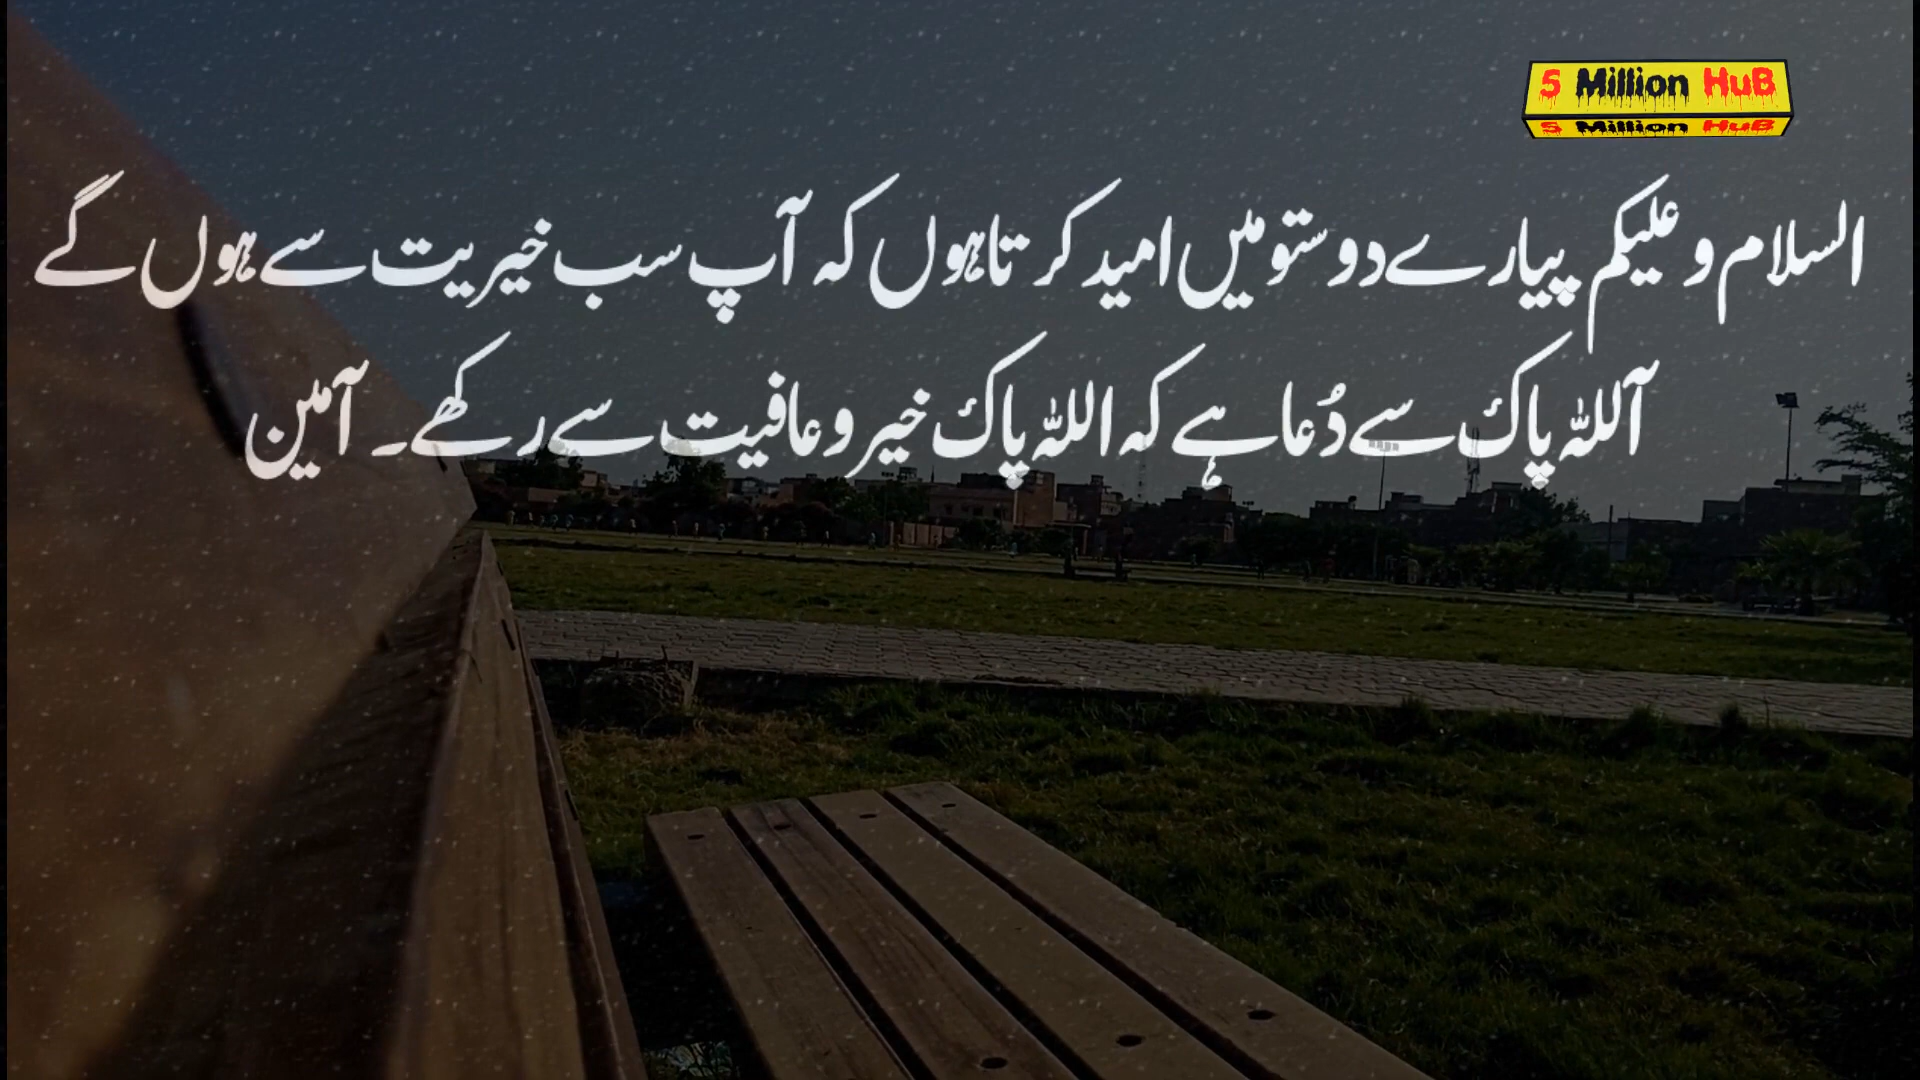 5 Million HuB
5 Million HuB
السلام و علیکم پیارے دوستو میں امید کرتا ہوں کہ آپ سب خیریت سے ہوں گے
آللہ پاک سے دُعا ہے کہ اللہ پاک خیر و عافیت سے رکھے۔ آمین